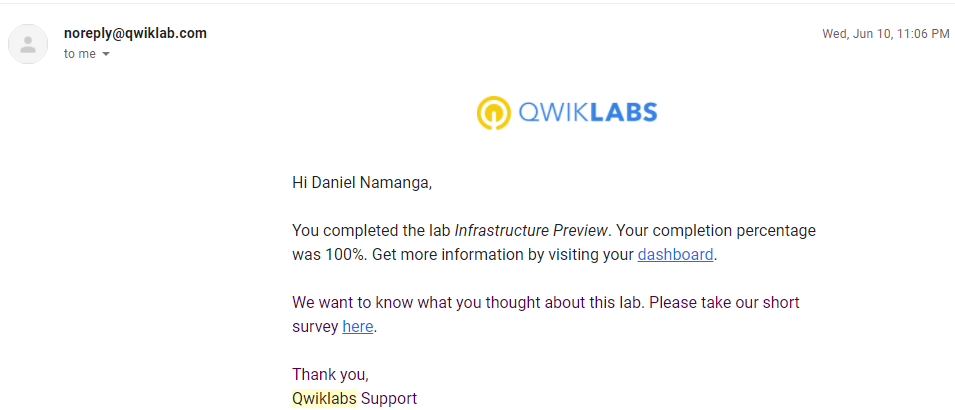 noreply@qwiklab.com
Wed, Jun 10, 11:06 PM
to me
QWIKLABS
Hi Daniel Namanga,
You completed the lab Infrastructure Preview. Your completion percentage
was 100%. Get more information by visiting your dashboard.
We want to know what you thought about this lab. Please take our short
survey here.
Thank you,
Qwiklabs Support